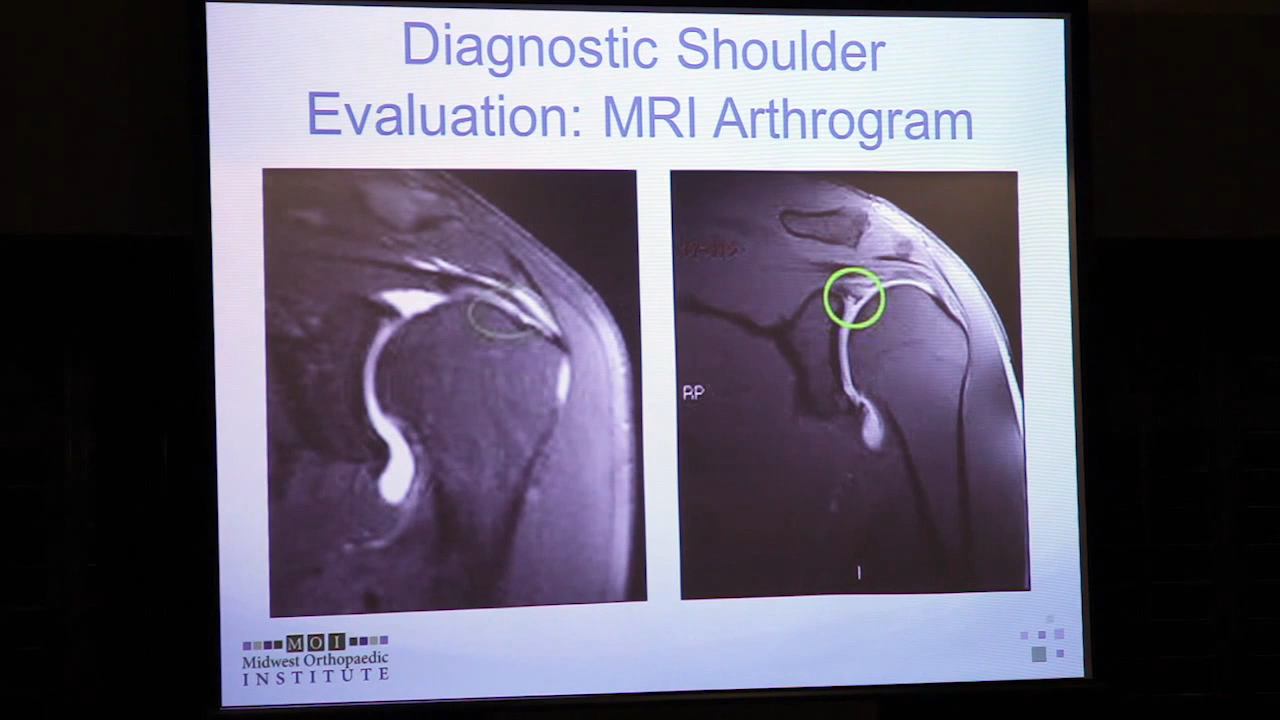 Diagnostic Shoulder
Evaluation: MRI Arthrogram
RP
I
MOI
Midwest Orthopaedic
INSTITUTE